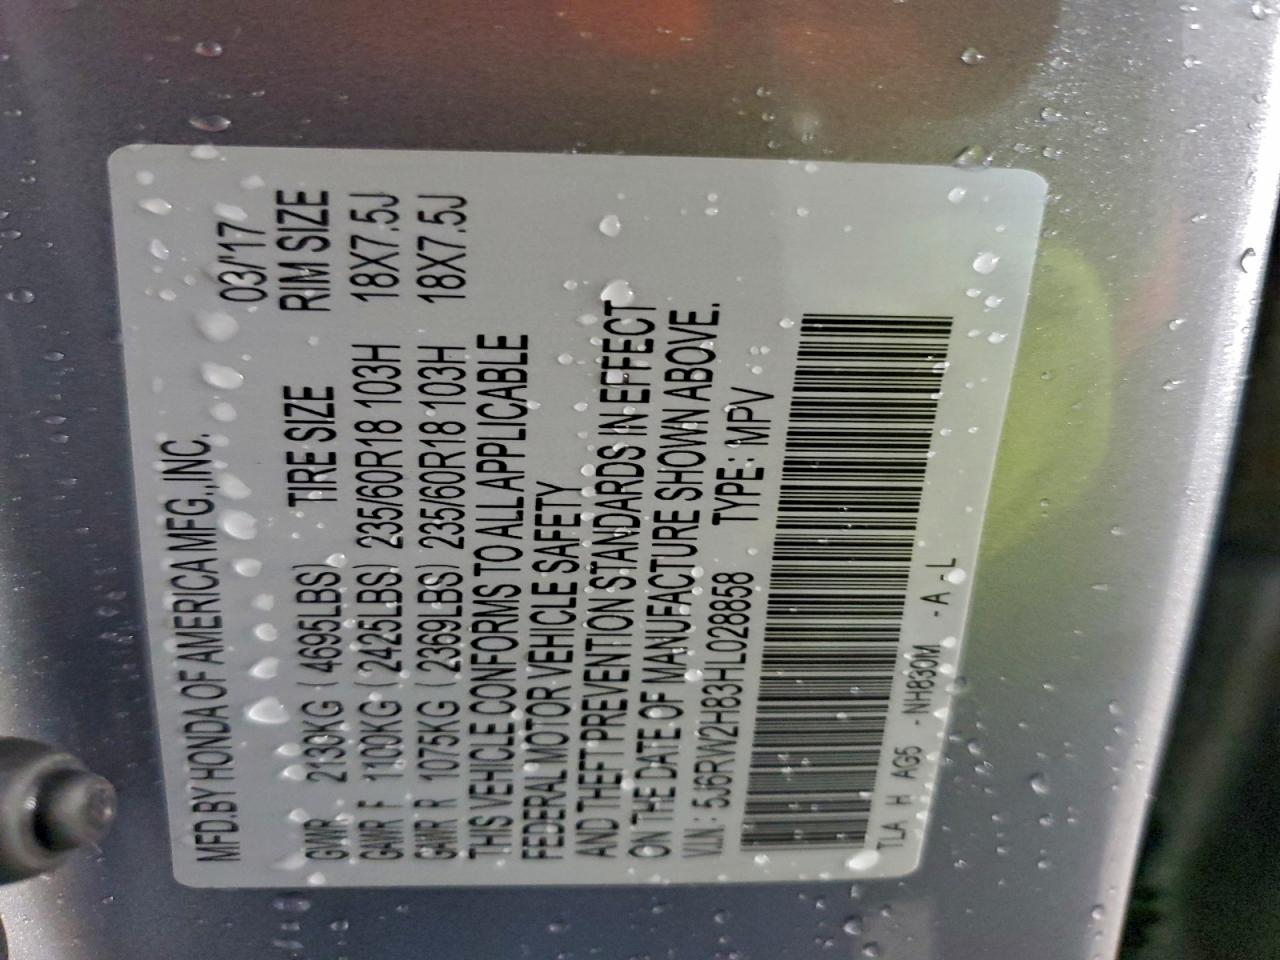 MFD.BY HONDA OF AMERICA MFG.,INC.
03/'17
TIRE SIZE RIM SIZE
GVWR 2130KG ( 4695LBS)
GAWR F 1100KG ( 2425LBS) 235/60R18 103H 18X7.5J
GAWR R 1075KG ( 2369LBS) 235/60R18 103H 18X7.5J
THIS VEHICLE CONFORMS TO ALL APPLICABLE
FEDERAL MOTOR VEHICLE SAFETY
AND THEFT PREVENTION STANDARDS IN EFFECT
ON THE DATE OF MANUFACTURE SHOWN ABOVE.
V.I.N : 5J6RW2H83HL028858 TYPE : MPV
TLA H AG5 -NH830M -A -L